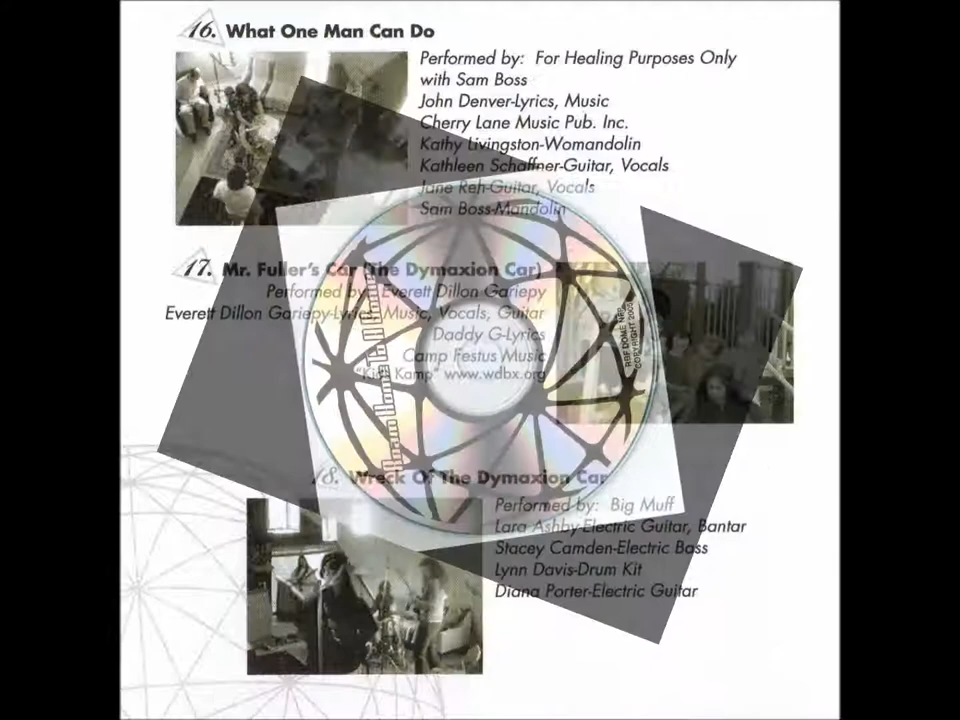 16. What One Man Can Do
Performed by: For Healing Purposes Only
with Sam Boss
John Denver-Lyrics, Music
Cherry Lane Music Pub. Inc.
Kathy Livingston-Womandolin
Kathleen Schaffner-Guitar, Vocals
Jane Reh-Guitar, Vocals
Sam Boss-Mandolin
17. Mr. Fuller's Car (The Dymaxion Car)
Performed by: Everett Dillon Gariepy
Everett Dillon Gariepy-Lyrics, Music, Vocals, Guitar
Daddy G-Lyrics
Camp Festus Music
"Kids Kamp" www.wdbx.org
RBF DOME NFP
COPYRIGHT
18. Wreck Of The Dymaxion Car
Performed by: Big Muff
Lara Ashby-Electric Guitar, Bantar
Stacey Camden-Electric Bass
Lynn Davis-Drum Kit
Diana Porter-Electric Guitar